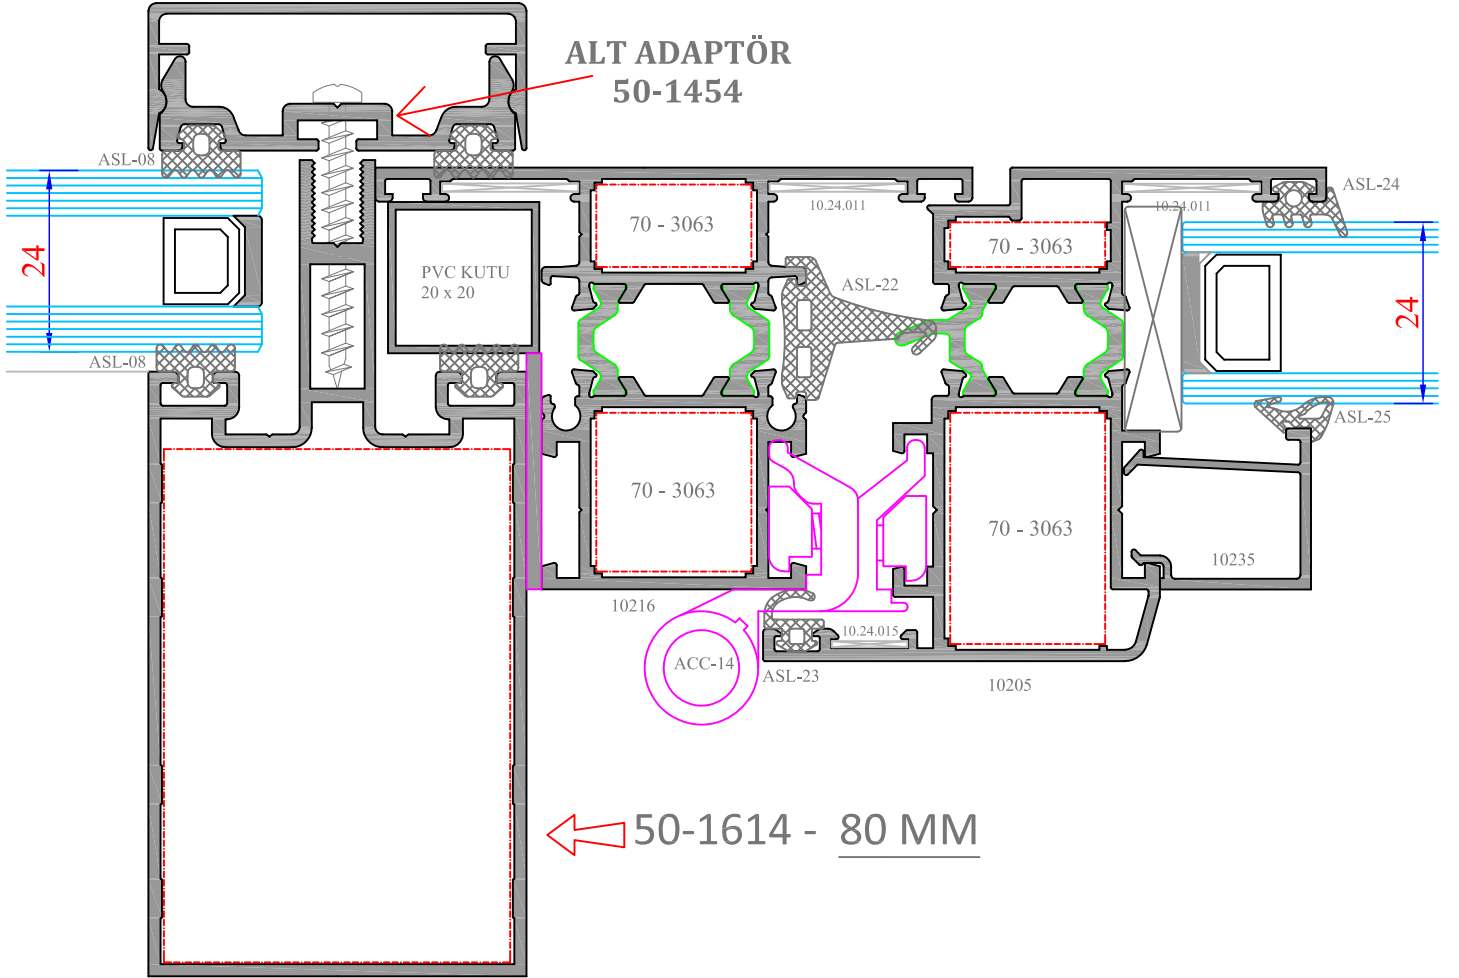 ALT ADAPTÖR
50-1454
ASL-08
24
ASL-08
PVC KUTU
20 x 20
70 - 3063
10.24.011
70 - 3063
10.24.011
ASL-24
ASL-22
24
ASL-25
70 - 3063
70 - 3063
10235
10216
10.24.015
ACC-14
ASL-23
10205
50-1614 - 80 MM